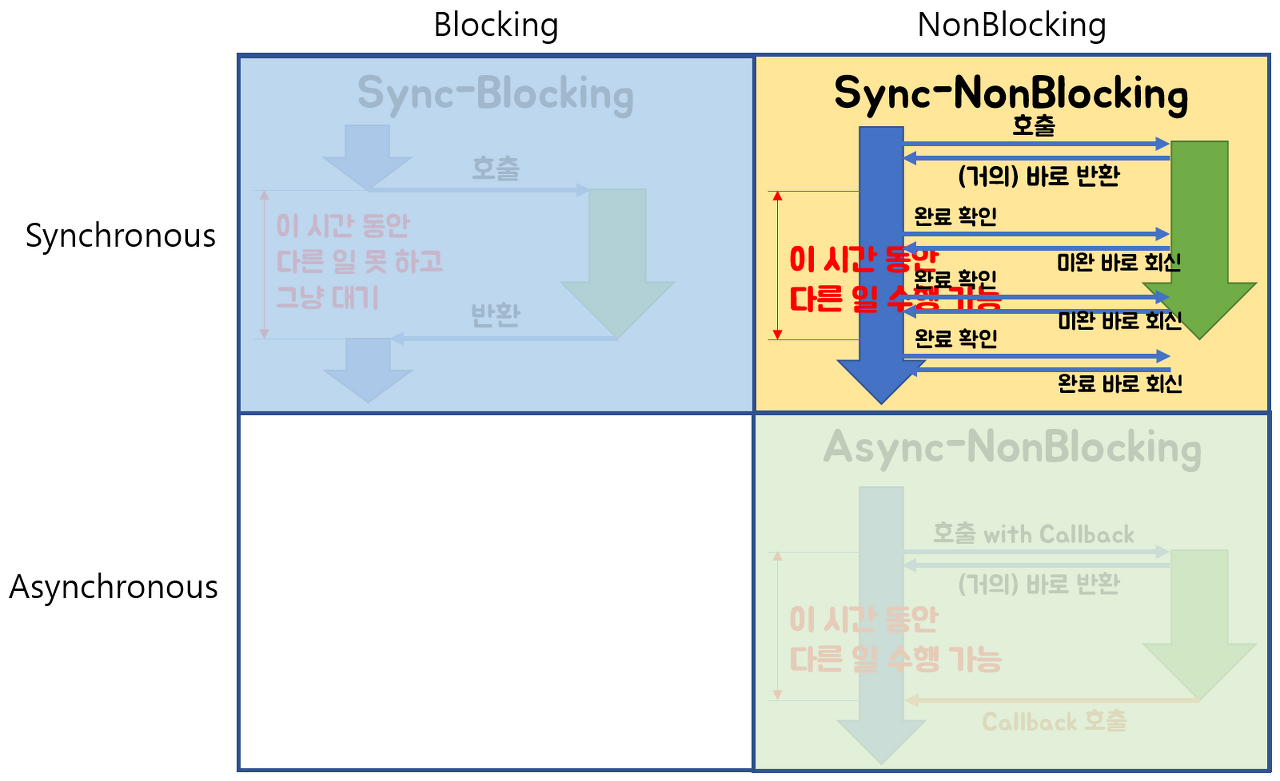 Blocking
NonBlocking
Synchronous
Sync-Blocking
호출
이 시간 동안
다른 일 못 하고
그냥 대기
반환
Sync-NonBlocking
호출
(거의) 바로 반환
완료 확인
미완 바로 회신
이 시간 동안
다른 일 수행 가능
완료 확인
미완 바로 회신
완료 확인
완료 바로 회신
Asynchronous
Async-NonBlocking
호출 with Callback
(거의) 바로 반환
이 시간 동안
다른 일 수행 가능
Callback 호출